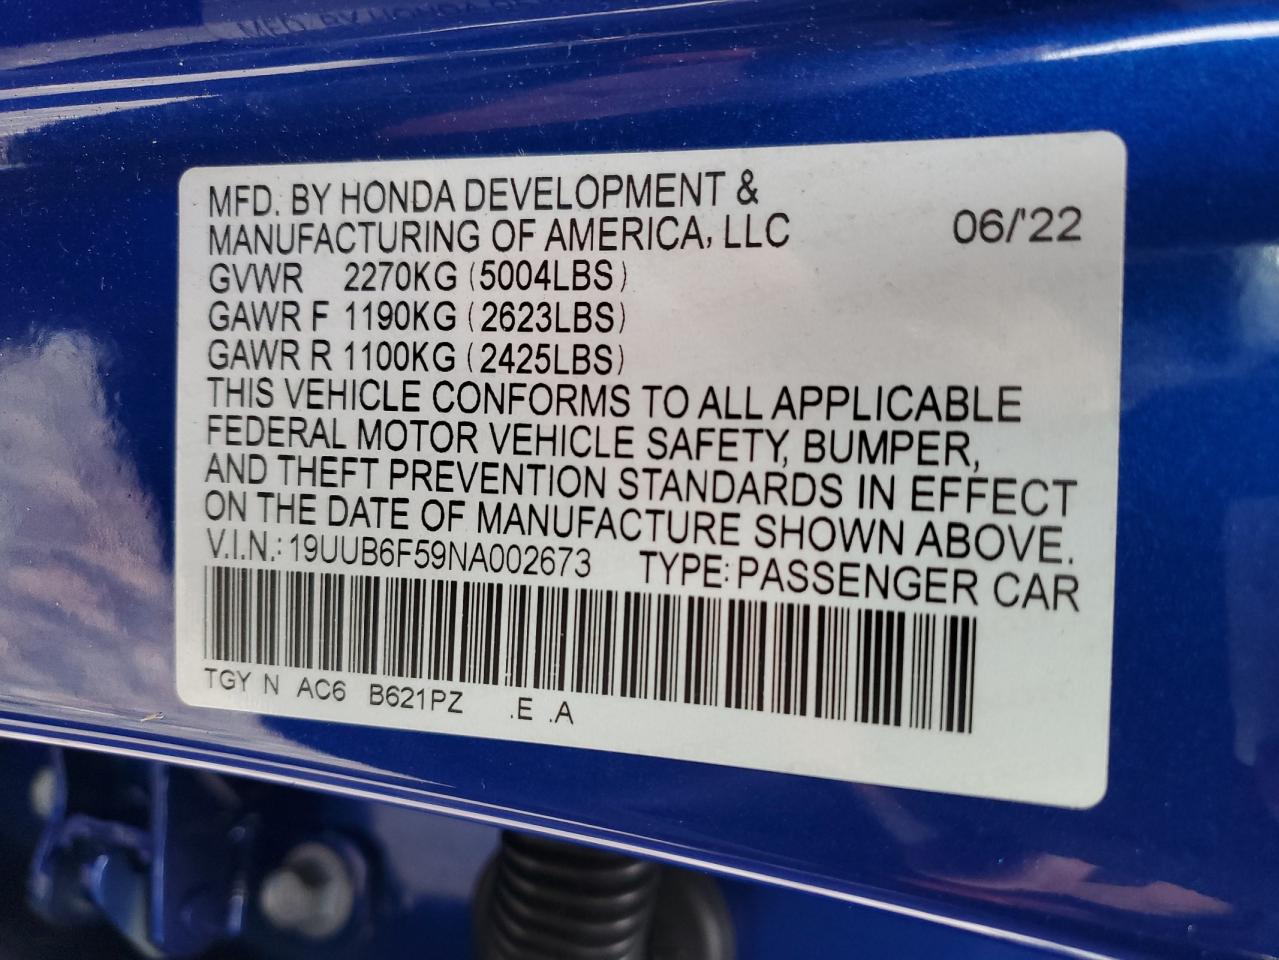 MFD. BY HONDA DEVELOPMENT &
MANUFACTURING OF AMERICA, LLC 06/'22
GVWR 2270KG (5004LBS)
GAWR F 1190KG (2623LBS)
GAWR R 1100KG (2425LBS)
THIS VEHICLE CONFORMS TO ALL APPLICABLE
FEDERAL MOTOR VEHICLE SAFETY, BUMPER,
AND THEFT PREVENTION STANDARDS IN EFFECT
ON THE DATE OF MANUFACTURE SHOWN ABOVE.
V.I.N.: 19UUB6F59NA002673 TYPE: PASSENGER CAR
TGY N AC6 B621PZ .E .A